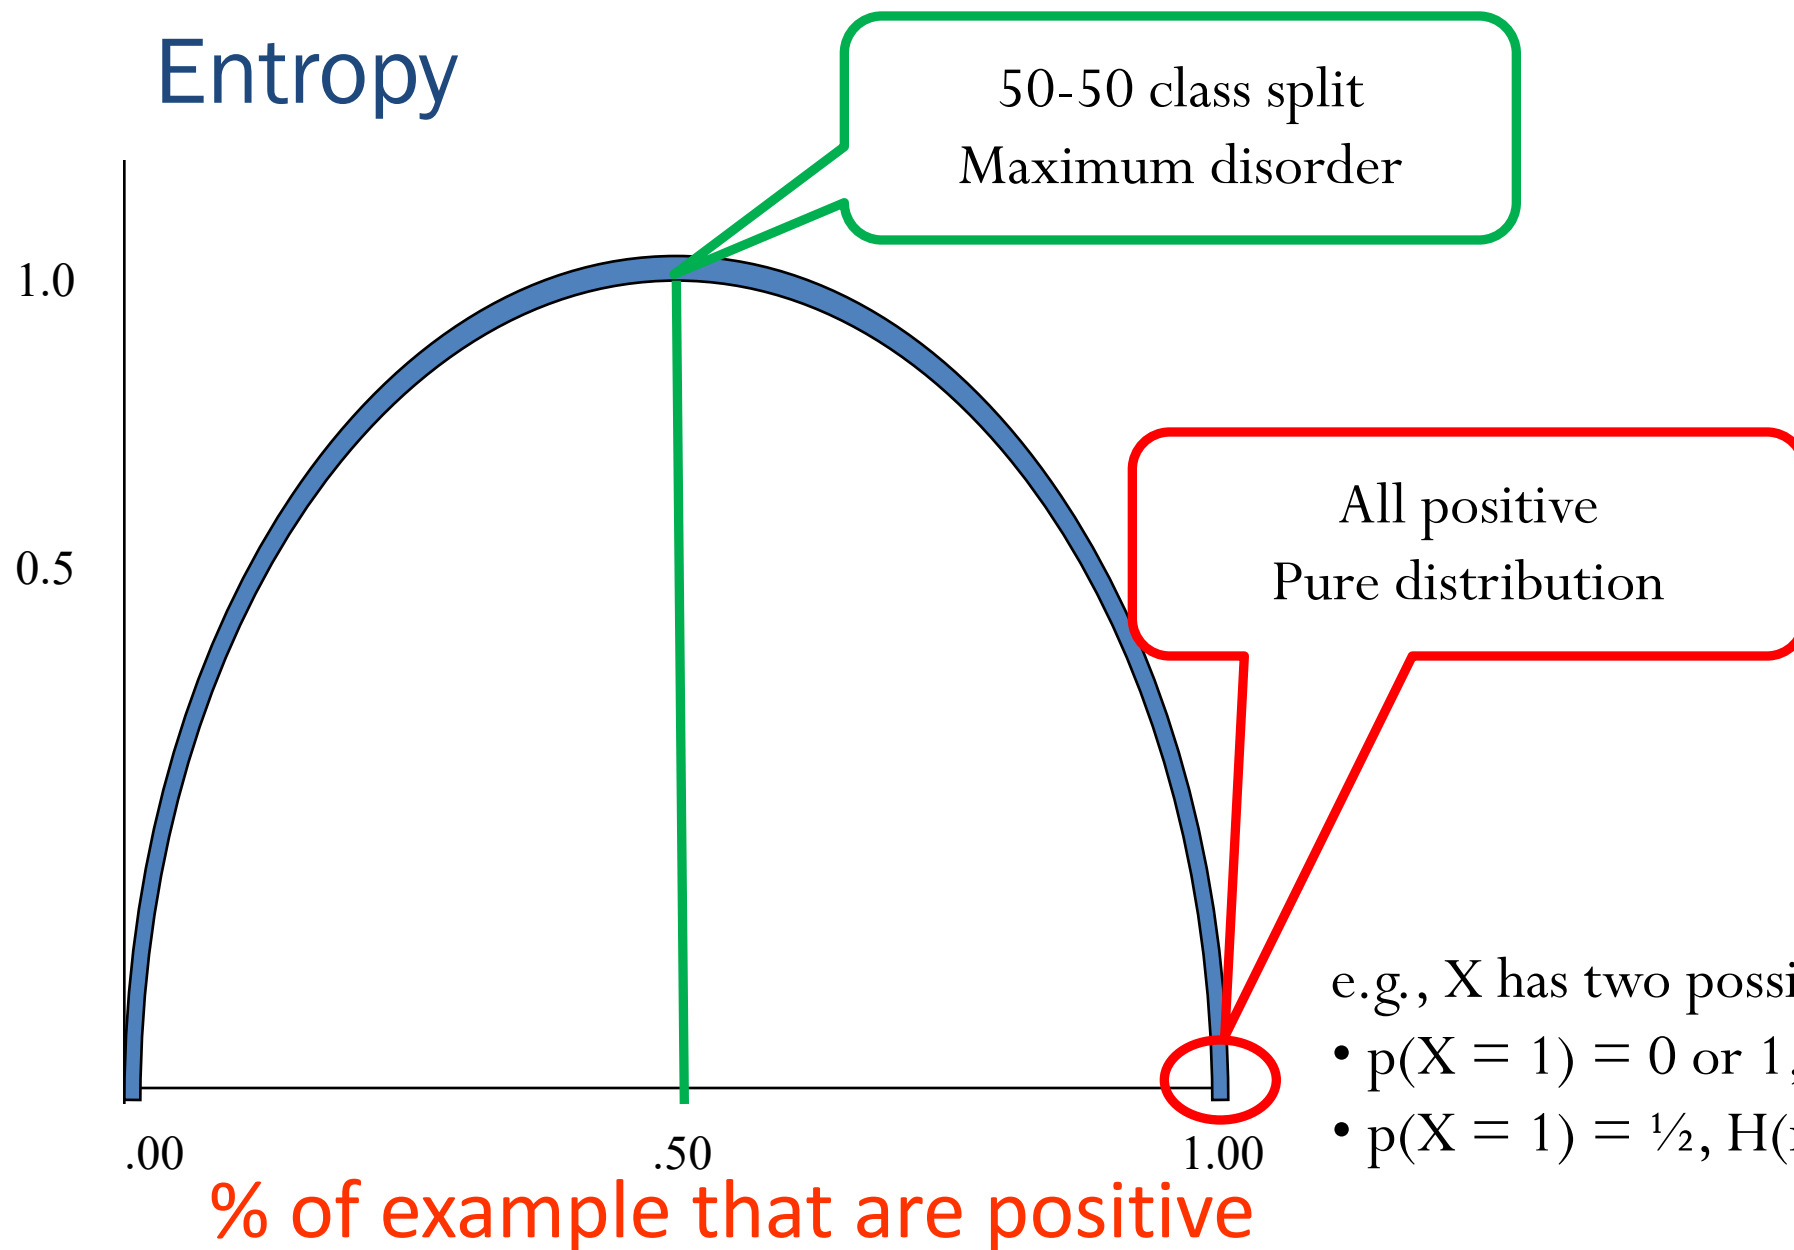 Entropy
50-50 class split
Maximum disorder
1.0
0.5
All positive
Pure distribution
e.g., X has two
• p(X = 1) = 0 or 1,
• p(X = 1) = ½,
.00 .50 1.00
% of example that are positive